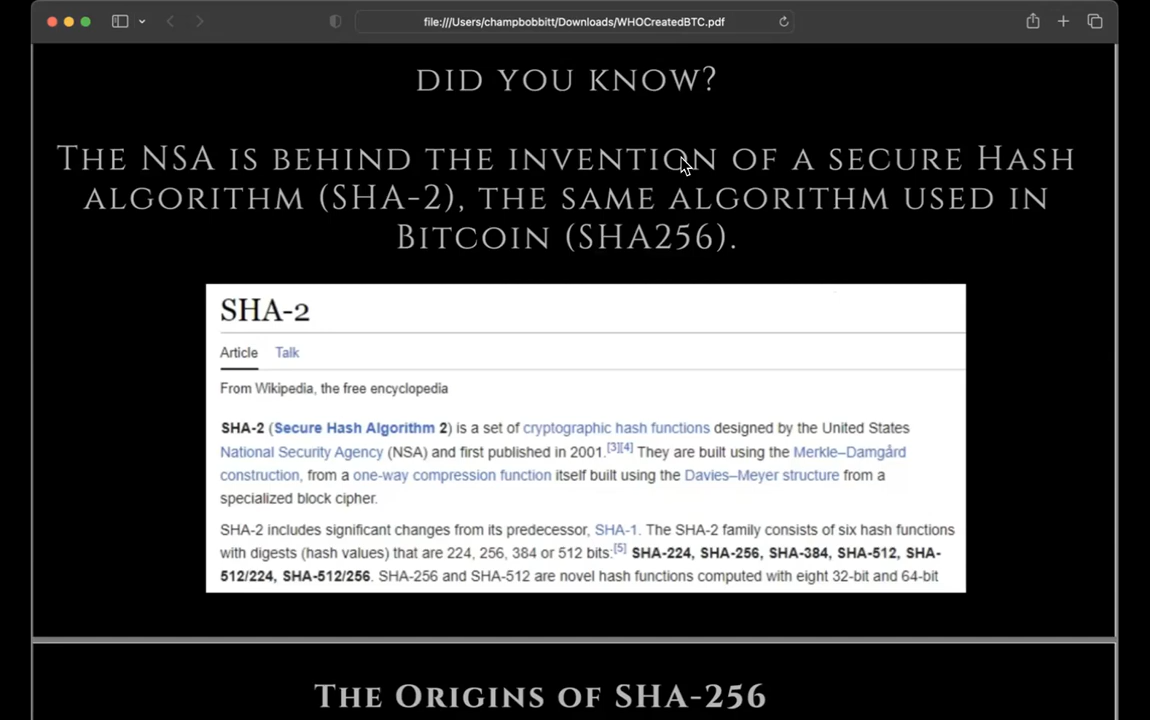 file:///Users/champbobbitt/Downloads/WHOCreatedBTC.pdf
DID YOU KNOW?
THE NSA IS BEHIND THE INVENTION OF A SECURE HASH
ALGORITHM (SHA-2), THE SAME ALGORITHM USED IN
BITCOIN (SHA256).
SHA-2
Article Talk
From Wikipedia, the free encyclopedia
SHA-2 (Secure Hash Algorithm 2) is a set of cryptographic hash functions designed by the United States
National Security Agency (NSA) and first published in 2001.[3][4] They are built using the Merkle–Damgård
construction, from a one-way compression function itself built using the Davies–Meyer structure from a
specialized block cipher.
SHA-2 includes significant changes from its predecessor, SHA-1. The SHA-2 family consists of six hash functions
with digests (hash values) that are 224, 256, 384 or 512 bits:[5] SHA-224, SHA-256, SHA-384, SHA-512, SHA-
512/224, SHA-512/256. SHA-256 and SHA-512 are novel hash functions computed with eight 32-bit and 64-bit
THE ORIGINS OF SHA-256